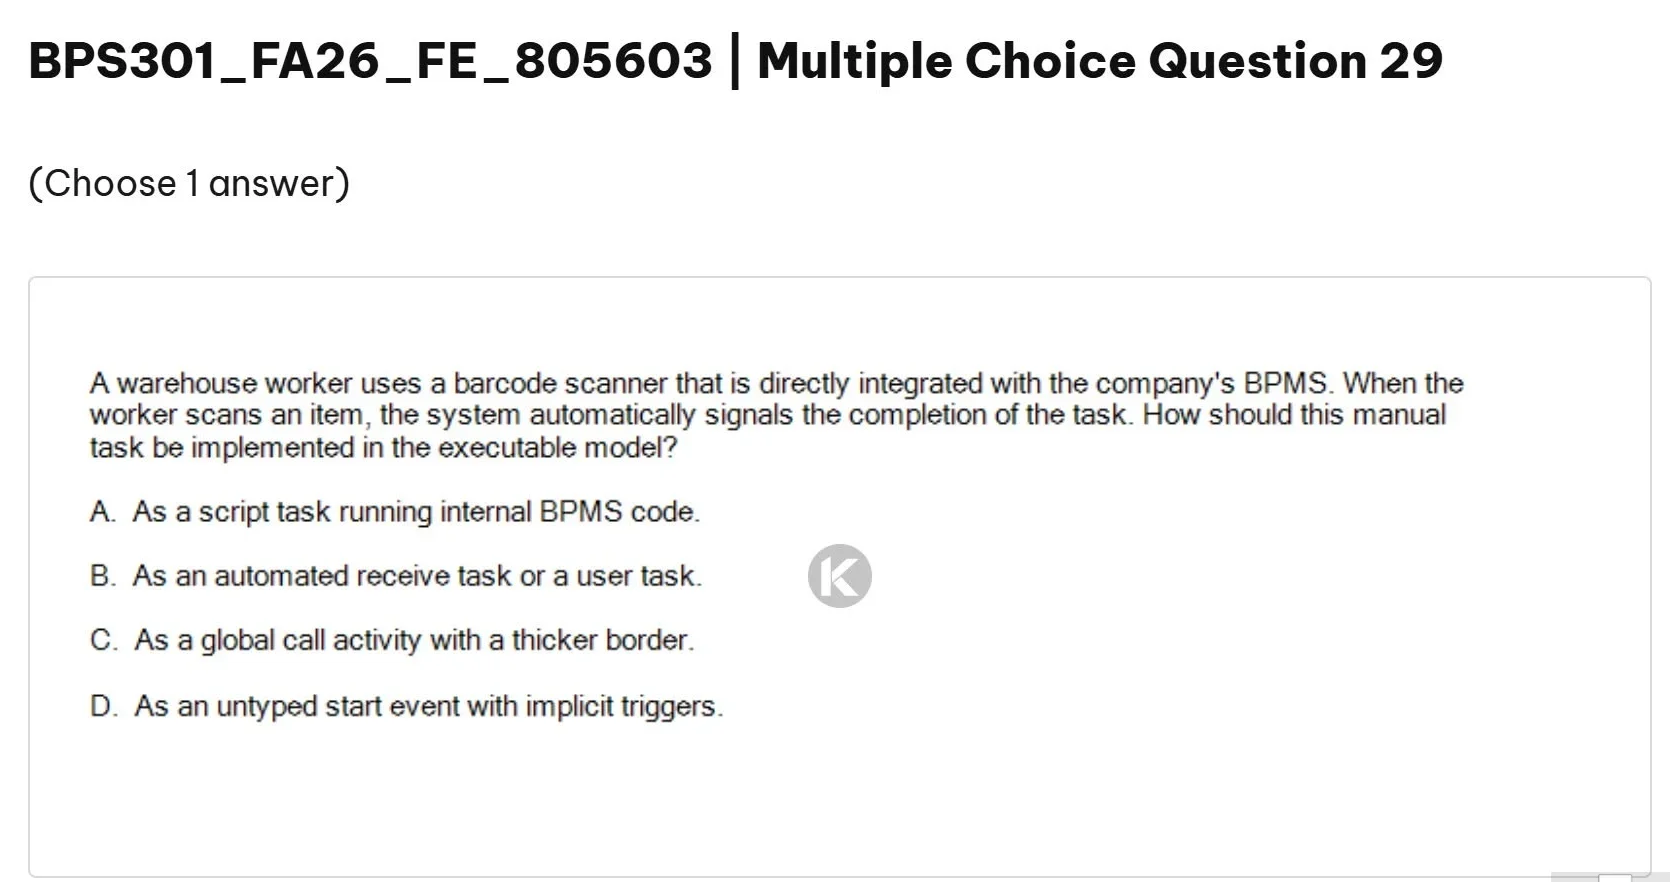 BPS301_FA26_FE_805603 | Multiple Choice Question 29
(Choose 1 answer)
A warehouse worker uses a barcode scanner that is directly integrated with the company's BPMS. When the
worker scans an item, the system automatically signals the completion of the task. How should this manual
task be implemented in the executable model?
A. As a script task running internal BPMS code.
B. As an automated receive task or a user task.
K
C. As a global call activity with a thicker border.
D. As an untyped start event with implicit triggers.